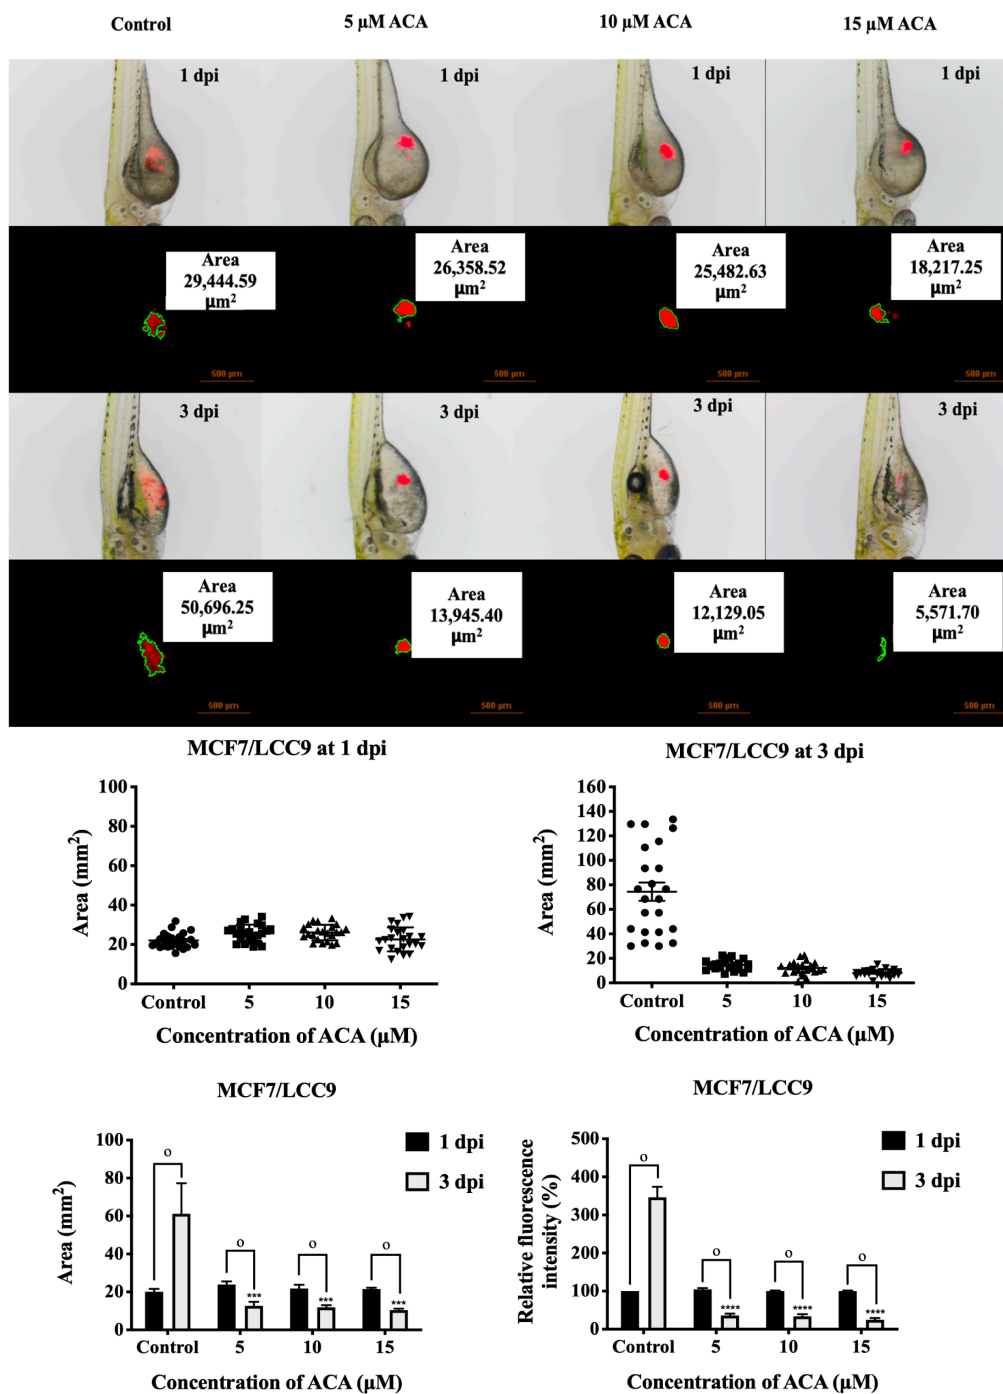 Control 5 μM ACA 10 μM ACA 15 μM ACA
1 dpi 1 dpi 1 dpi 1 dpi
Area
29,444.59
μm²
Area
26,358.52
μm²
Area
25,482.63
μm²
Area
18,217.25
μm²
500 μm 500 μm 500 μm 500 μm
3 dpi 3 dpi 3 dpi 3 dpi
Area
50,696.25
μm²
Area
13,945.40
μm²
Area
12,129.05
μm²
Area
5,571.70
μm²
500 μm 500 μm 500 μm 500 μm
MCF7/LCC9 at 1 dpi
Area (mm²)
100
80
60
40
20
0
Control 5 10 15
Concentration of ACA (μM)
MCF7/LCC9 at 3 dpi
Area (mm²)
160
140
120
100
80
60
40
20
0
Control 5 10 15
Concentration of ACA (μM)
MCF7/LCC9
1 dpi
3 dpi
Area (mm²)
100
80
60
40
20
0
o o o o
*** *** ***
Control 5 10 15
Concentration of ACA (μM)
MCF7/LCC9
1 dpi
3 dpi
Relative fluorescence
intensity (%)
500
400
300
200
100
0
o o o o
**** **** ****
Control 5 10 15
Concentration of ACA (μM)